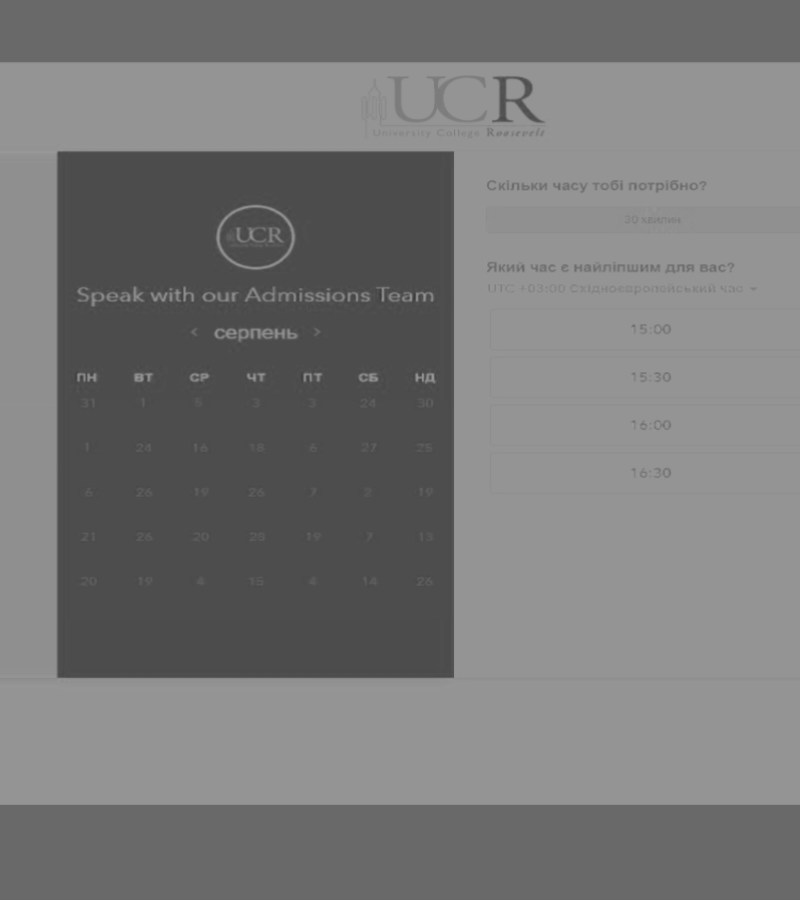 UCR
University College Roosevelt
UCR
Speak with our Admissions Team
< серпень >
ПН ВТ СР ЧТ ПТ СБ НД
31 1 5 3 3 24 30
1 24 16 18 6 27 25
6 26 19 26 7 2 19
21 26 20 28 19 7 13
20 19 4 15 4 14 26
Скільки часу тобі потрібно?
30 хвилин
Який час є найліпшим для вас?
UTC +03:00 Східноєвропейський час
15:00
15:30
16:00
16:30